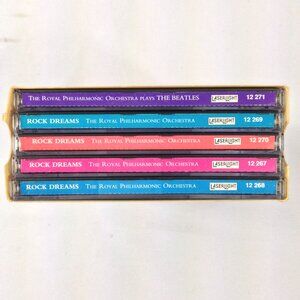 The Royal Philharmonic Orchestra plays THE BEATLES LASERLIGHT 12 271
ROCK DREAMS The Royal Philharmonic Orchestra LASERLIGHT 12 269
ROCK DREAMS The Royal Philharmonic Orchestra LASERLIGHT 12 270
ROCK DREAMS The Royal Philharmonic Orchestra LASERLIGHT 12 267
ROCK DREAMS The Royal Philharmonic Orchestra LASERLIGHT 12 268